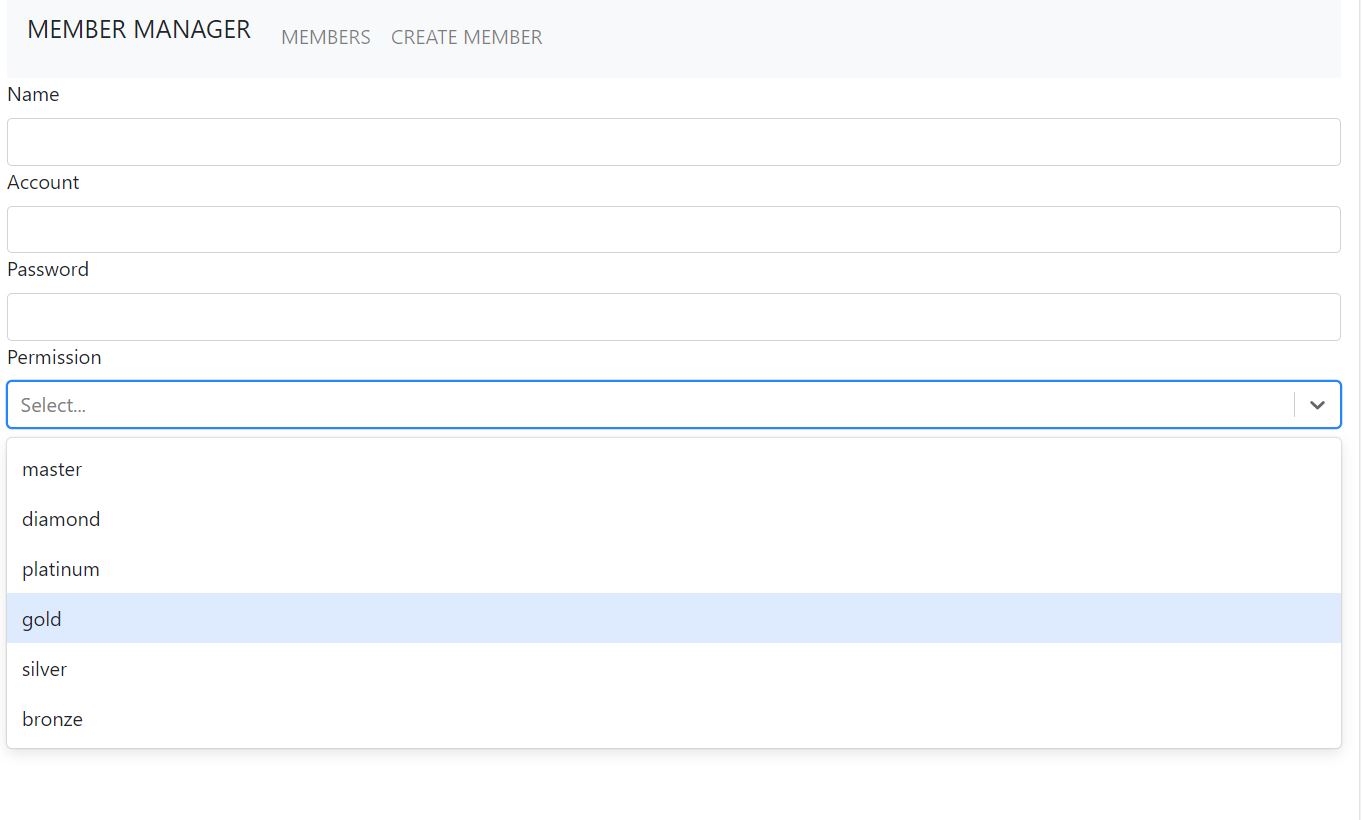 MEMBER MANAGER MEMBERS CREATE MEMBER
Name
Account
Password
Permission
Select...
master
diamond
platinum
gold
silver
bronze